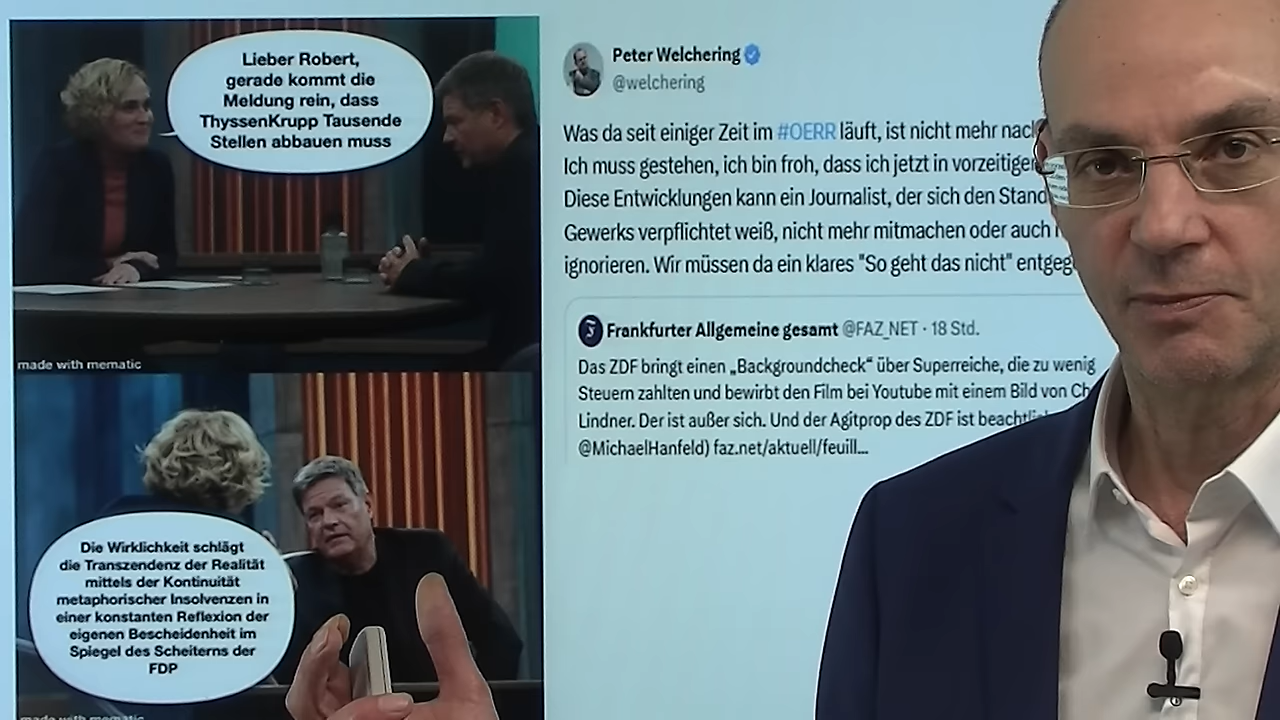 Lieber Robert,
gerade kommt die
Meldung rein, dass
ThyssenKrupp Tausende
Stellen abbauen muss
made with mematic
Die Wirklichkeit schlägt
die Transzendenz der Realität
mittels der Kontinuität
metaphorischer Insolvenzen in
einer konstanten Reflexion der
eigenen Bescheidenheit im
Spiegel des Scheiterns der
FDP
made with mematic
Peter Welchering
@welchering
Was da seit einiger Zeit im #OERR läuft, ist nicht mehr
Ich muss gestehen, ich bin froh, dass ich jetzt in
Diese Entwicklungen kann ein Journalist, der sich den
Gewerks verpflichtet weiß, nicht mehr mitmachen oder auch
ignorieren. Wir müssen da ein klares "So geht das nicht"
Frankfurter Allgemeine gesamt @FAZ_NET · 18 Std.
Das ZDF bringt einen „Backgroundcheck“ über Superreiche, die zu wenig
Steuern zahlten und bewirbt den Film bei Youtube mit einem Bild von
Lindner. Der ist außer sich. Und der Agitprop des ZDF ist
@MichaelHanfeld) faz.net/aktuell/feuill...